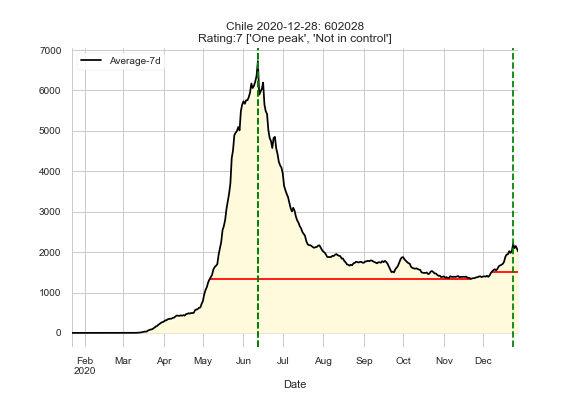 Chile 2020-12-28: 602028
Rating:7 ['One peak', 'Not in control']
7000
Average-7d
6000
5000
4000
3000
2000
1000
0
Feb Mar Apr May Jun Jul Aug Sep Oct Nov Dec
2020
Date